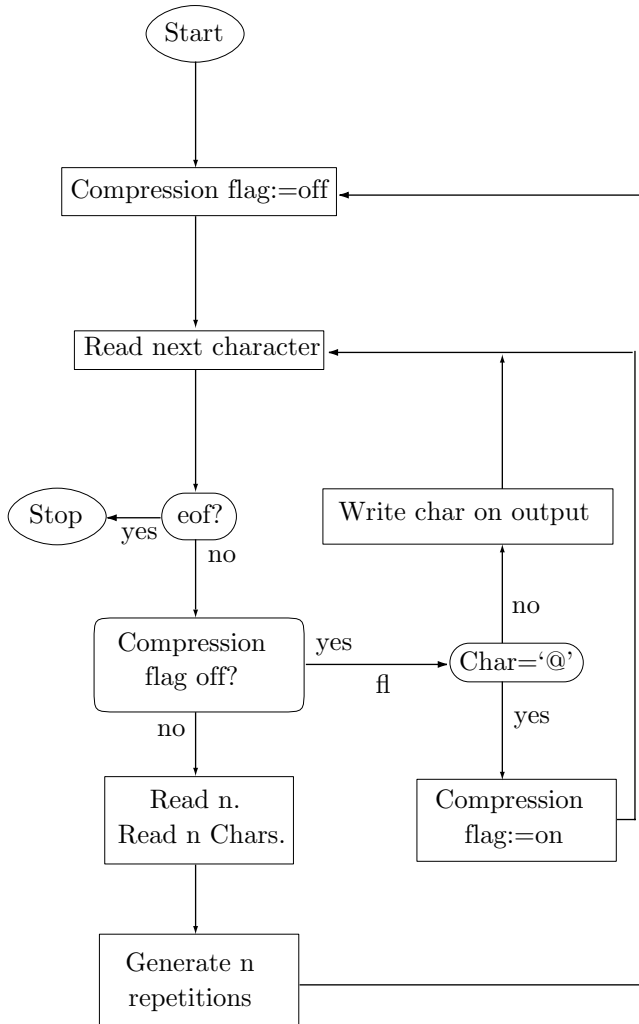 Start
Compression flag:=off
Read next character
Stop
yes
eof?
no
Write char on output
no
Compression
flag off?
yes
fl
Char=‘@’
yes
no
Read n.
Read n Chars.
Compression
flag:=on
Generate n
repetitions